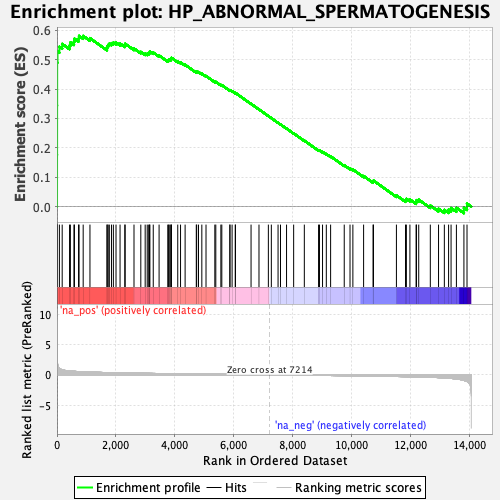 Enrichment plot: HP_ABNORMAL_SPERMATOGENESIS
Enrichment score (ES)
0.6
0.5
0.4
0.3
0.2
0.1
0.0
'na_pos' (positively correlated)
Ranked list metric (PreRanked)
10
5
0
-5
Zero cross at 7214
'na_neg' (negatively correlated)
0
2,000
4,000
6,000
8,000
10,000
12,000
14,000
Rank in Ordered Dataset
Enrichment profile
Hits
Ranking metric scores